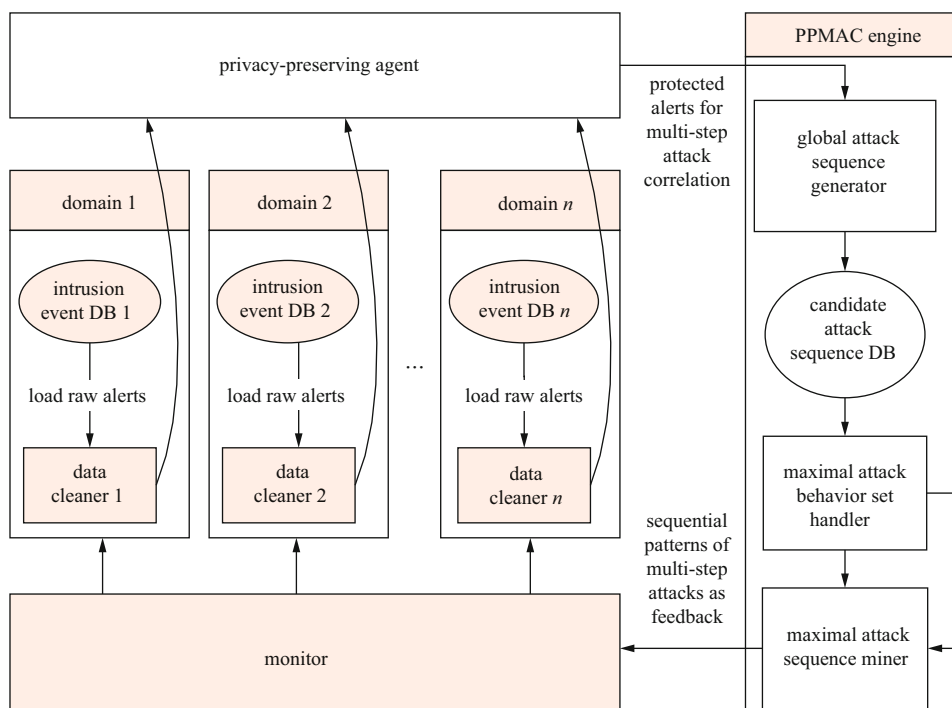 privacy-preserving agent
PPMAC engine
protected
alerts for
multi-step
attack
correlation
global attack
sequence
generator
domain 1
domain 2
domain n
intrusion
event DB 1
intrusion
event DB 2
intrusion
event DB n
candidate
attack
sequence DB
...
load raw alerts
load raw alerts
load raw alerts
data
cleaner 1
data
cleaner 2
data
cleaner n
maximal attack
behavior set
handler
sequential
patterns of
multi-step
attacks as
feedback
monitor
maximal attack
sequence miner